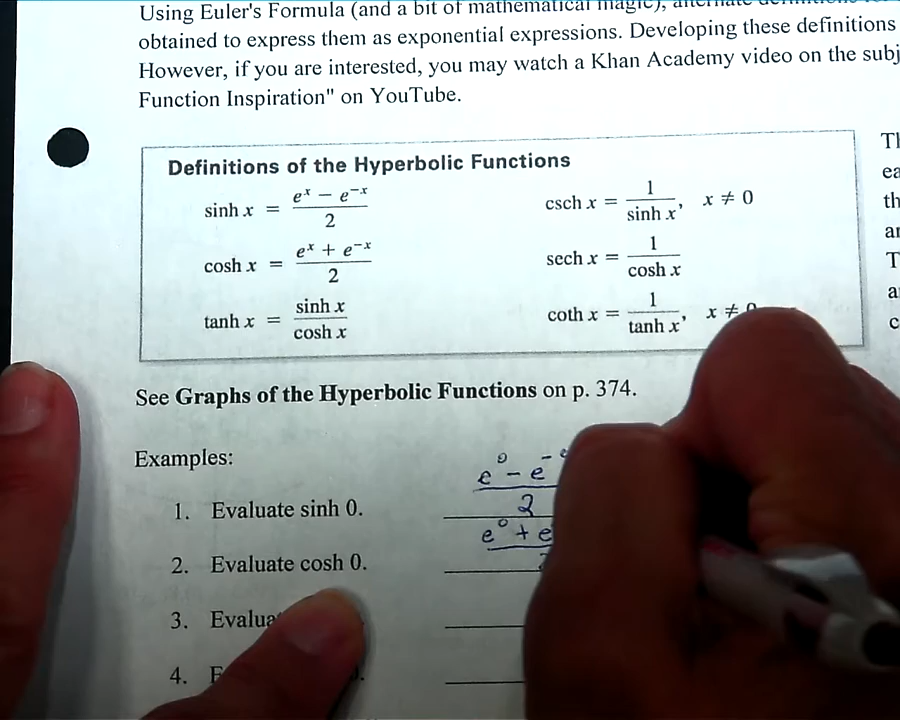 Using Euler's Formula (and a bit of mathematical magic), alternate definitions
obtained to express them as exponential expressions. Developing these definitions
However, if you are interested, you may watch a Khan Academy video on the subj
Function Inspiration" on YouTube.
Definitions of the Hyperbolic Functions
sinh x = (e^x − e^−x)/2
csch x = 1/sinh x, x ≠ 0
cosh x = (e^x + e^−x)/2
sech x = 1/cosh x
tanh x = sinh x/cosh x
coth x = 1/tanh x, x ≠ 0
See Graphs of the Hyperbolic Functions on p. 374.
Examples:
e^0 − e^−
2
1. Evaluate sinh 0.
e^0 + e
2. Evaluate cosh 0.
3. Evalua
4.